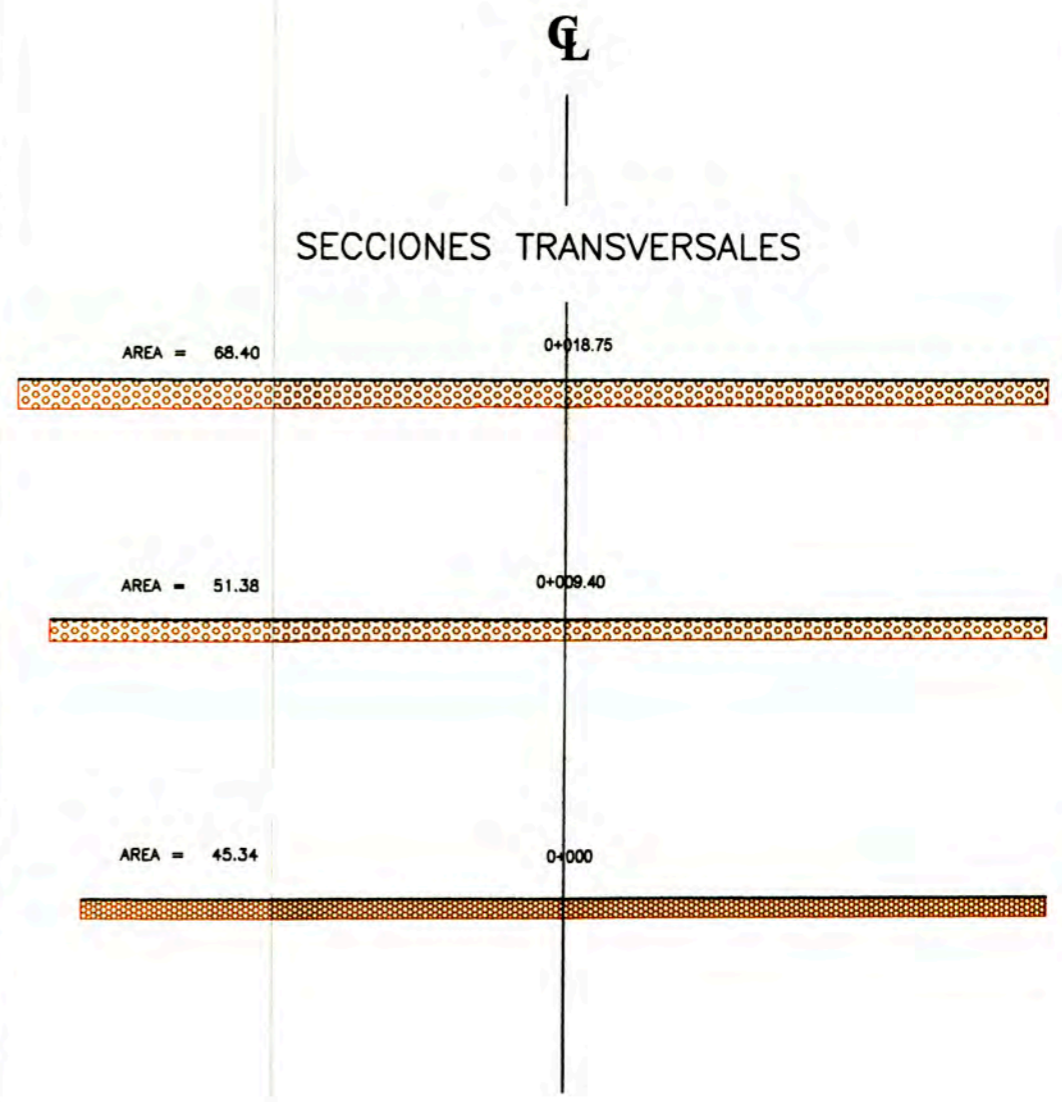 CL
SECCIONES TRANSVERSALES
AREA = 68.40 0+018.75
AREA = 51.38 0+009.40
AREA = 45.34 0+000